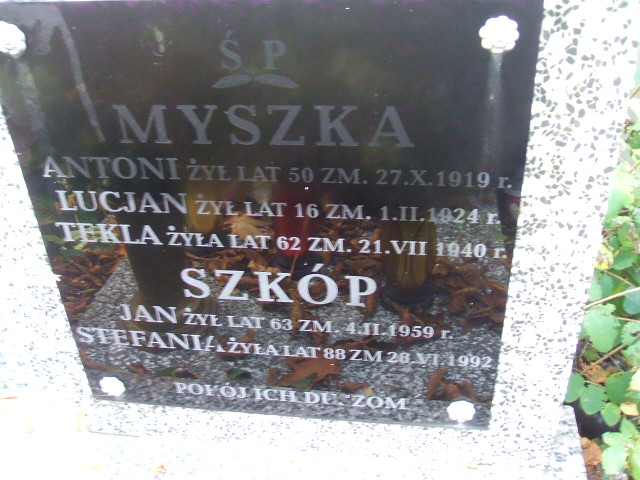 Ś P
MYSZKA
ANTONI ŻYŁ LAT 50 ZM. 27.X.1919 r.
LUCJAN ŻYŁ LAT 16 ZM. 1.II.1924 r.
TEKLA ŻYŁA LAT 62 ZM. 21.VII 1940 r.
SZKÓP
JAN ŻYŁ LAT 63 ZM. 4.II.1959 r.
STEFANIA ŻYŁA LAT 88 ZM 28.VI.1992
POKÓJ ICH DUSZOM